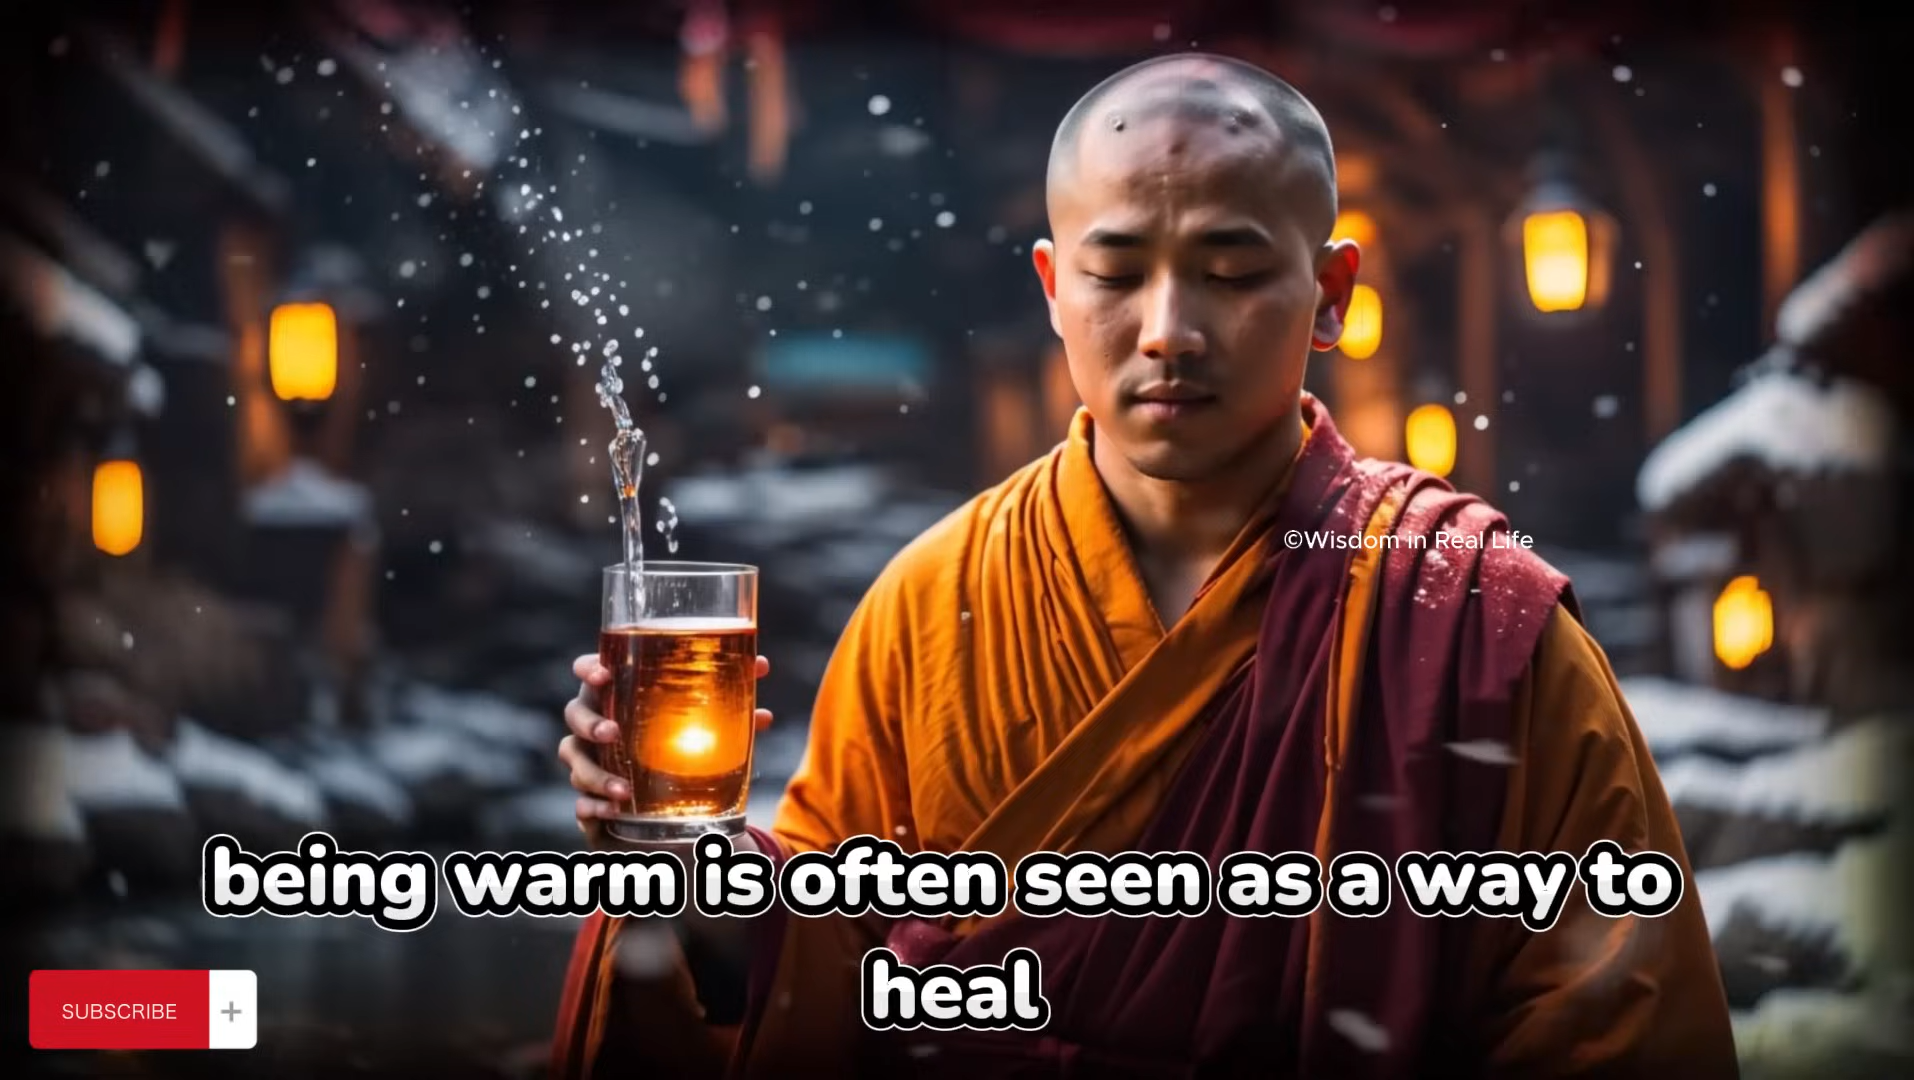 ©Wisdom in Real Life
being warm is often seen as a way to
heal
SUBSCRIBE +